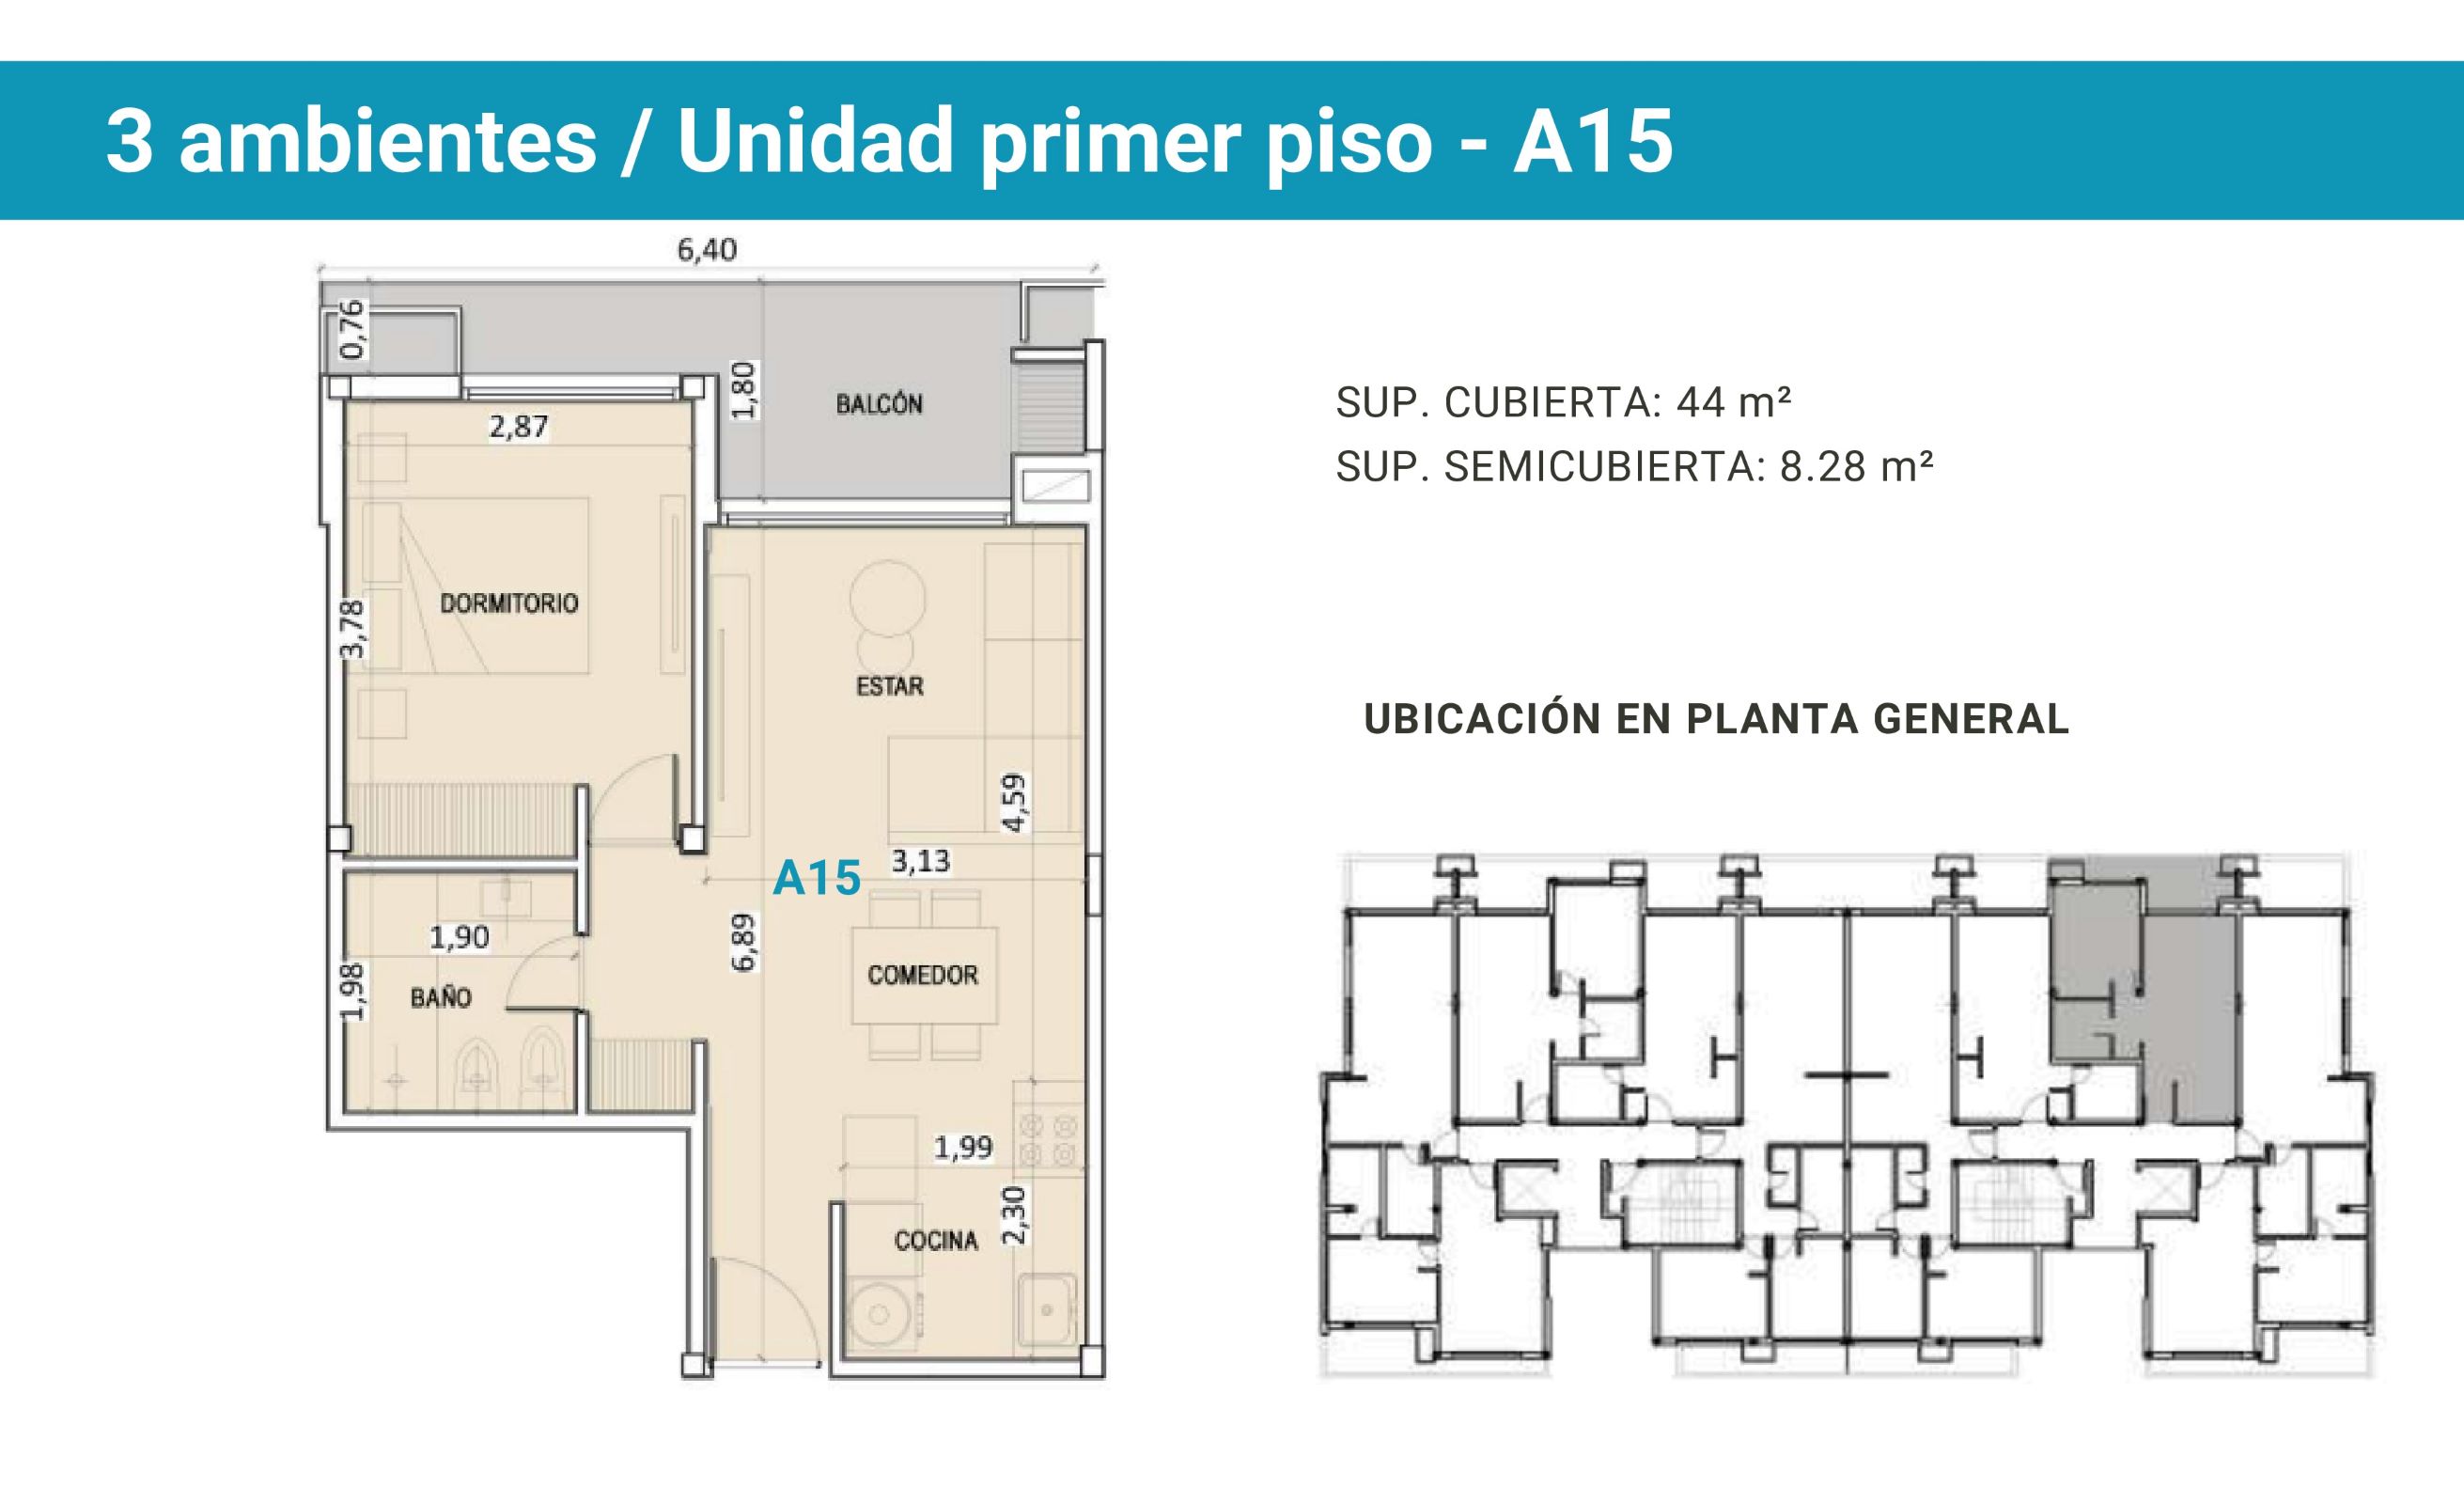 3 ambientes / Unidad primer piso - A15
6,40
0,76
1,80
BALCÓN
2,87
DORMITORIO
3,78
ESTAR
4,59
3,13
A15
6,89
1,90
COMEDOR
1,98
BAÑO
1,99
2,30
COCINA
SUP. CUBIERTA: 44 m²
SUP. SEMICUBIERTA: 8.28 m²
UBICACIÓN EN PLANTA GENERAL